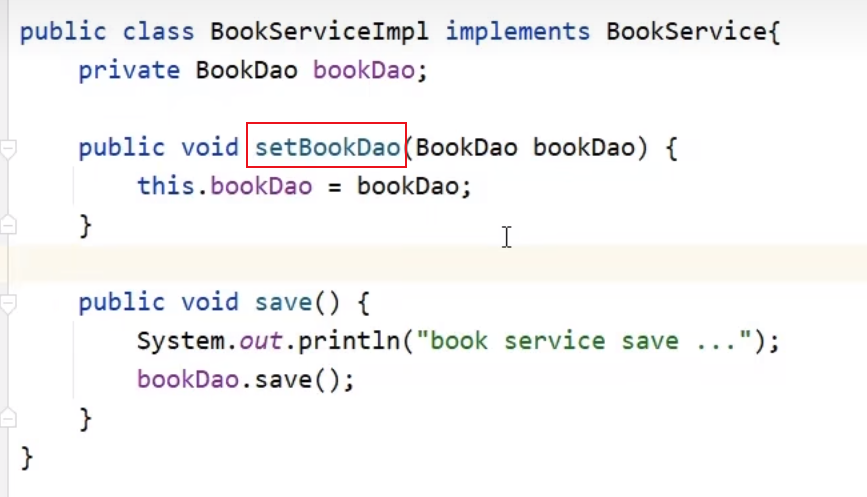 public class BookServiceImpl implements BookService{
private BookDao bookDao;
public void setBookDao(BookDao bookDao) {
this.bookDao = bookDao;
}
public void save() {
System.out.println("book service save ...");
bookDao.save();
}
}